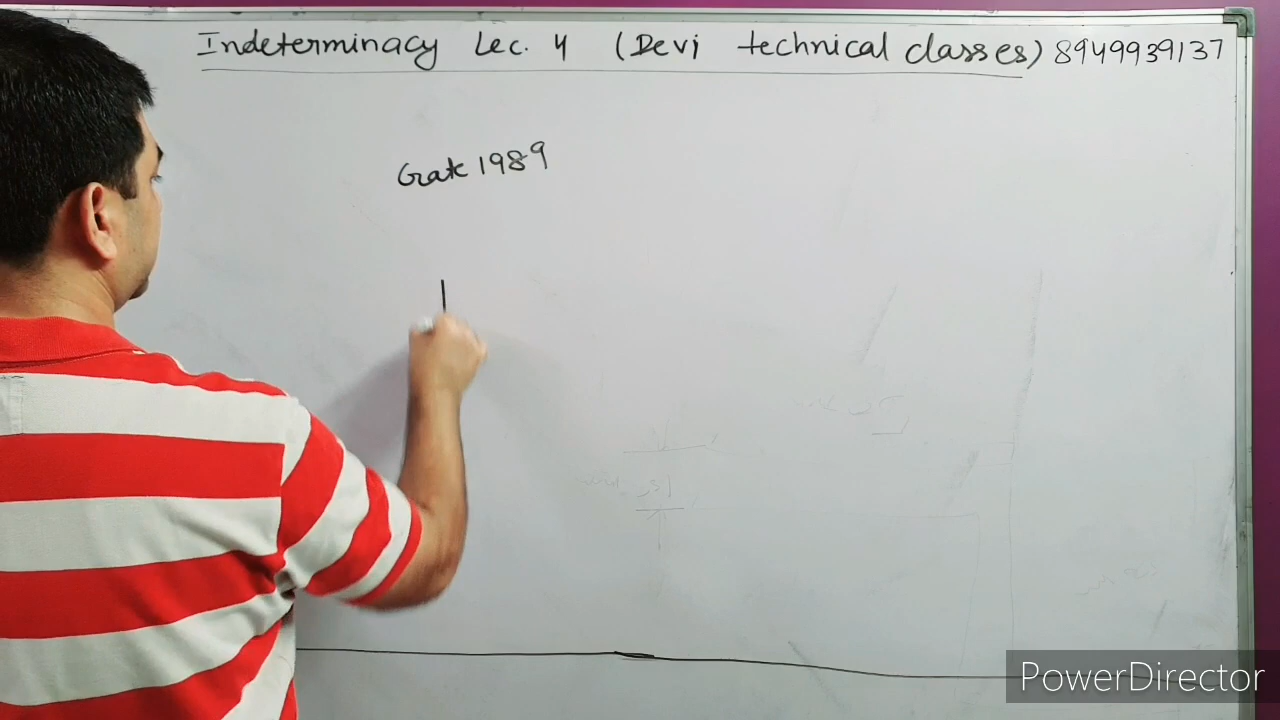 Indeterminacy Lec. 4 (Devi technical classes) 8949939137
Gate 1989
PowerDirector